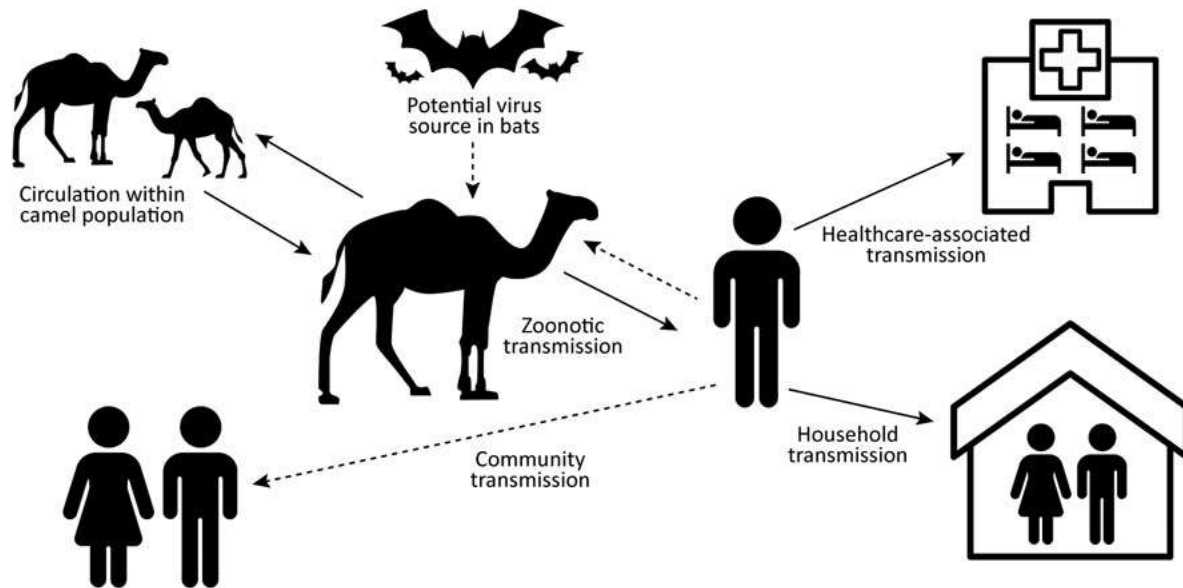 Potential virus
source in bats
Circulation within
camel population
Healthcare-associated
transmission
Zoonotic
transmission
Household
transmission
Community
transmission